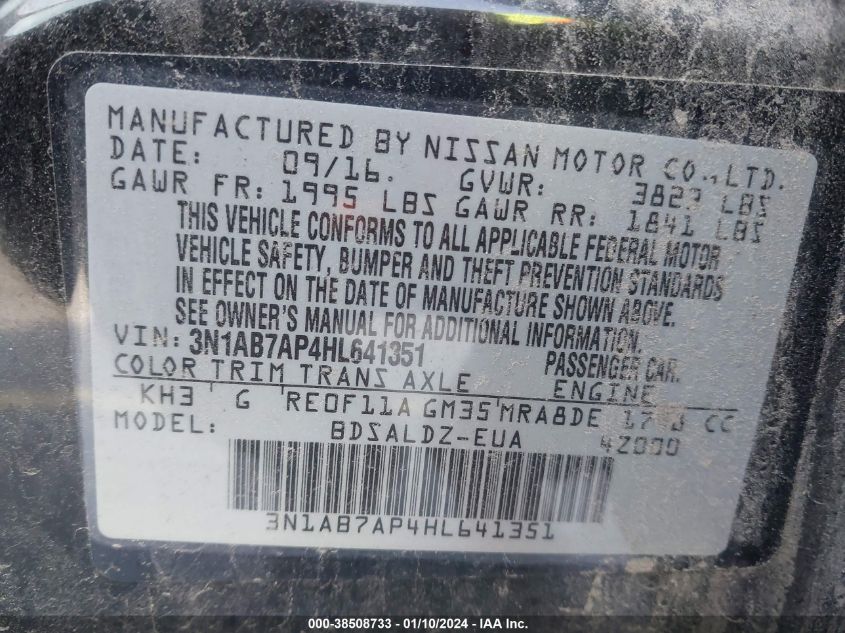 MANUFACTURED BY NISSAN MOTOR CO.,LTD.
DATE: 09/16. GVWR: LBS
GAWR FR: 1995 LBS GAWR RR: 1841 LBS
THIS VEHICLE CONFORMS TO ALL APPLICABLE FEDERAL MOTOR
VEHICLE SAFETY, BUMPER AND THEFT PREVENTION STANDARDS
IN EFFECT ON THE DATE OF MANUFACTURE SHOWN ABOVE.
SEE OWNER'S MANUAL FOR ADDITIONAL INFORMATION.
VIN: 3N1AB7AP4HL641351 PASSENGER CAR.
COLOR TRIM TRANS AXLE ENGINE
KH3 G RE0F11A GM35 MRA8DE CC
MODEL: BDSALDZ-EUA 42000
3N1AB7AP4HL641351
000-38508733 - 01/10/2024 - IAA Inc.